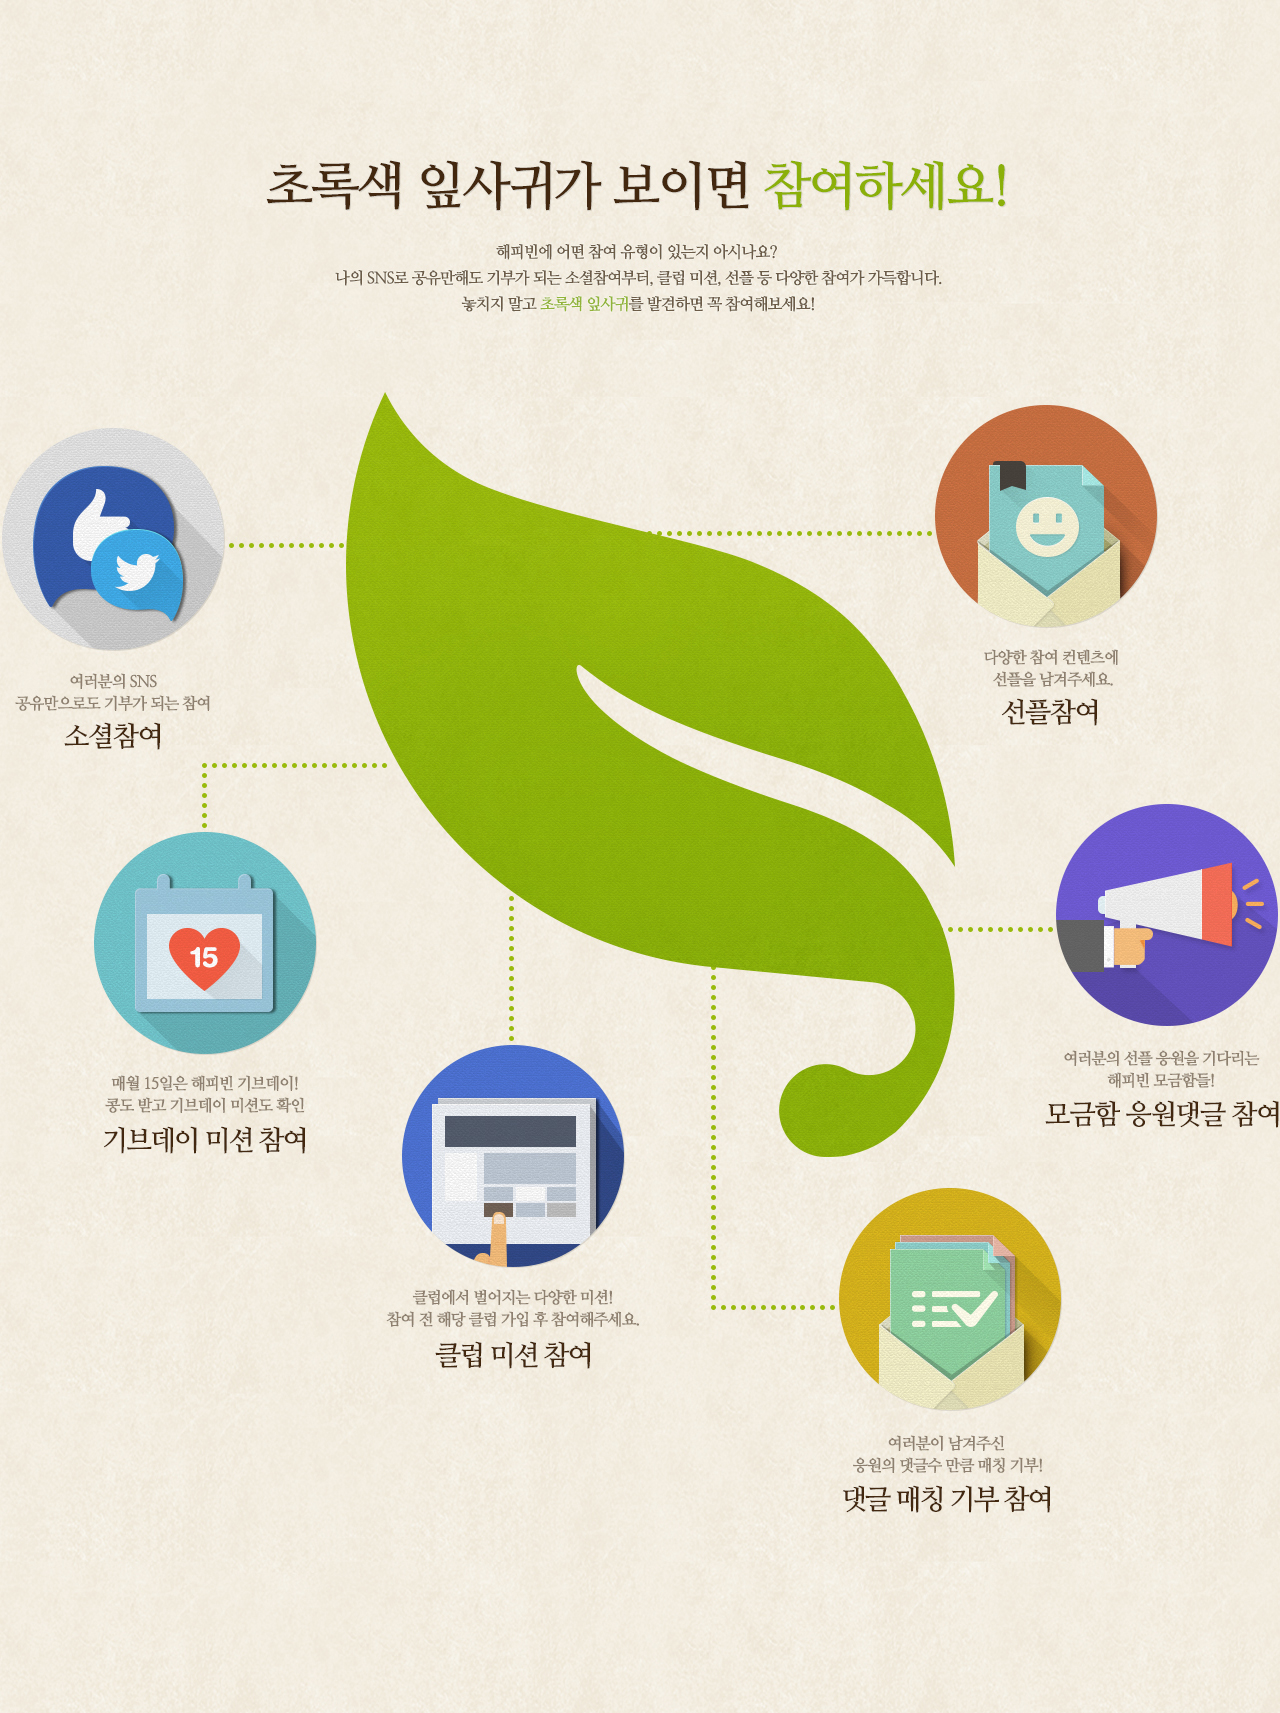 초록색 잎사귀가 보이면 참여하세요!
해피빈에 어떤 참여 유형이 있는지 아시나요?
나의 SNS로 공유만해도 기부가 되는 소셜참여부터, 클럽 미션, 선플 등 다양한 참여가 가득합니다.
놓치지 말고 초록색 잎사귀를 발견하면 꼭 참여해보세요!
여러분의 SNS
공유만으로도 기부가 되는 참여
소셜참여
다양한 참여 컨텐츠에
선플을 남겨주세요.
선플참여
15
매월 15일은 해피빈 기브데이!
콩도 받고 기브데이 미션도 확인
기브데이 미션 참여
여러분의 선플 응원을 기다리는
해피빈 모금함들!
모금함 응원댓글 참여
클럽에서 벌어지는 다양한 미션!
참여 전 해당 클럽 가입 후 참여해주세요.
클럽 미션 참여
여러분이 남겨주신
응원의 댓글수 만큼 매칭 기부!
댓글 매칭 기부 참여